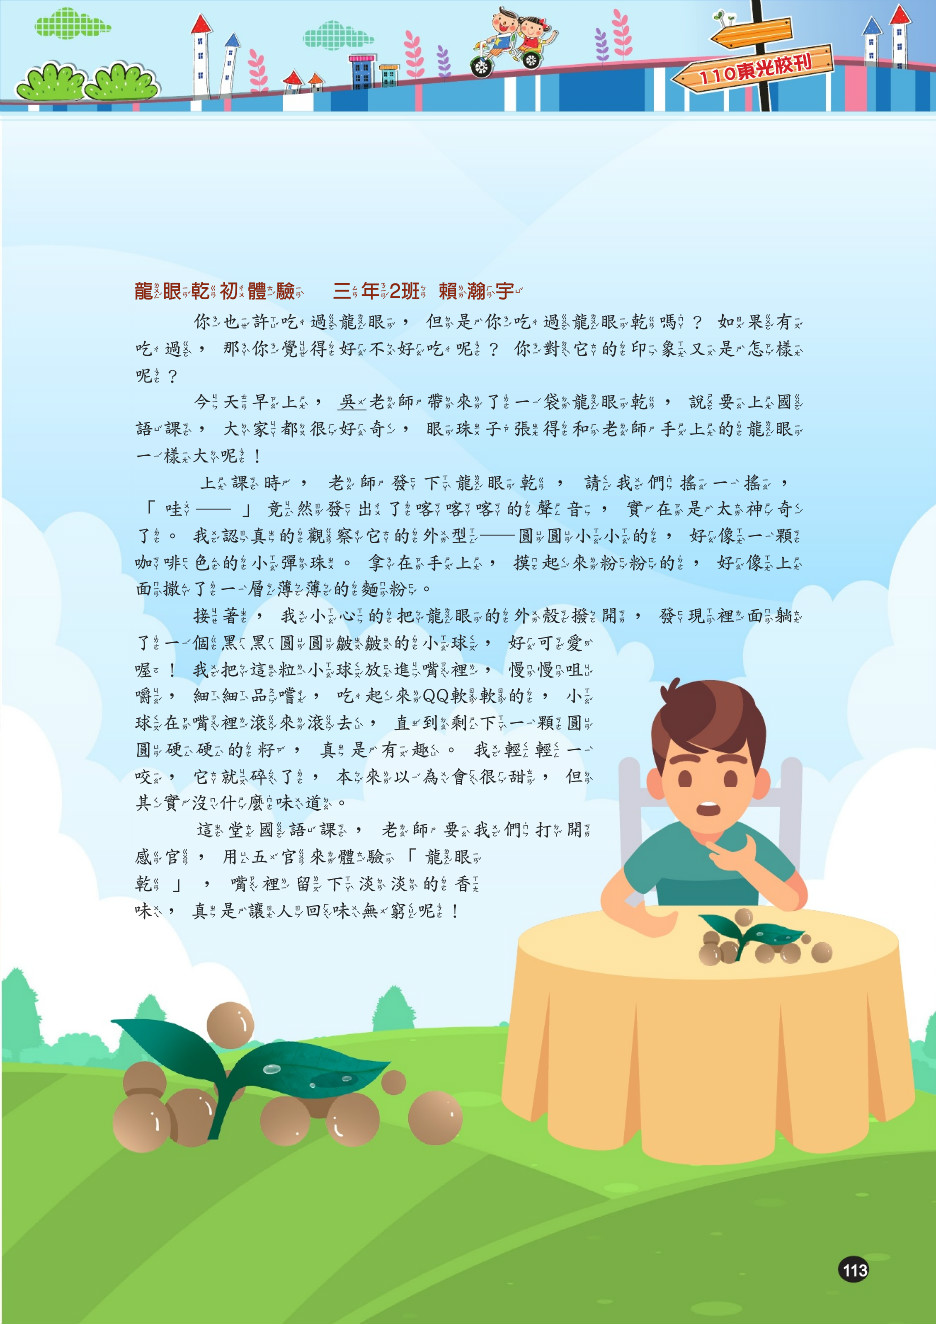 110東光校刊
龍眼乾初體驗 三年2班 賴瀚宇
你也許吃過龍眼，但是你吃過龍眼乾嗎？如果有
吃過，那你覺得好不好吃呢？你對它的印象又是怎樣
呢？
今天早上，吳老師帶來了一袋龍眼乾，說要上國
語課，大家都很好奇，眼珠子張得和老師手上的龍眼
一樣大呢！
上課時，老師發下龍眼乾，請我們搖一搖，
「哇——」竟然發出了喀喀喀的聲音，實在是太神奇
了。我認真的觀察它的外型——圓圓小小的，好像一顆
咖啡色的小彈珠。拿在手上，摸起來粉粉的，好像上
面撒了一層薄薄的麵粉。
接著，我小心的把龍眼的外殼撥開，發現裡面躺
了一個黑黑圓圓皺皺的小球，好可愛
喔！我把這粒小球放進嘴裡，慢慢咀
嚼，細細品嚐，吃起來QQ軟軟的，小
球在嘴裡滾來滾去，直到剩下一顆圓
圓硬硬的籽，真是有趣。我輕輕一
咬，它就碎了，本來以為會很甜，但
其實沒什麼味道。
這堂國語課，老師要我們打開
感官，用五官來體驗「龍眼
乾」，嘴裡留下淡淡的香
味，真是讓人回味無窮呢！
113